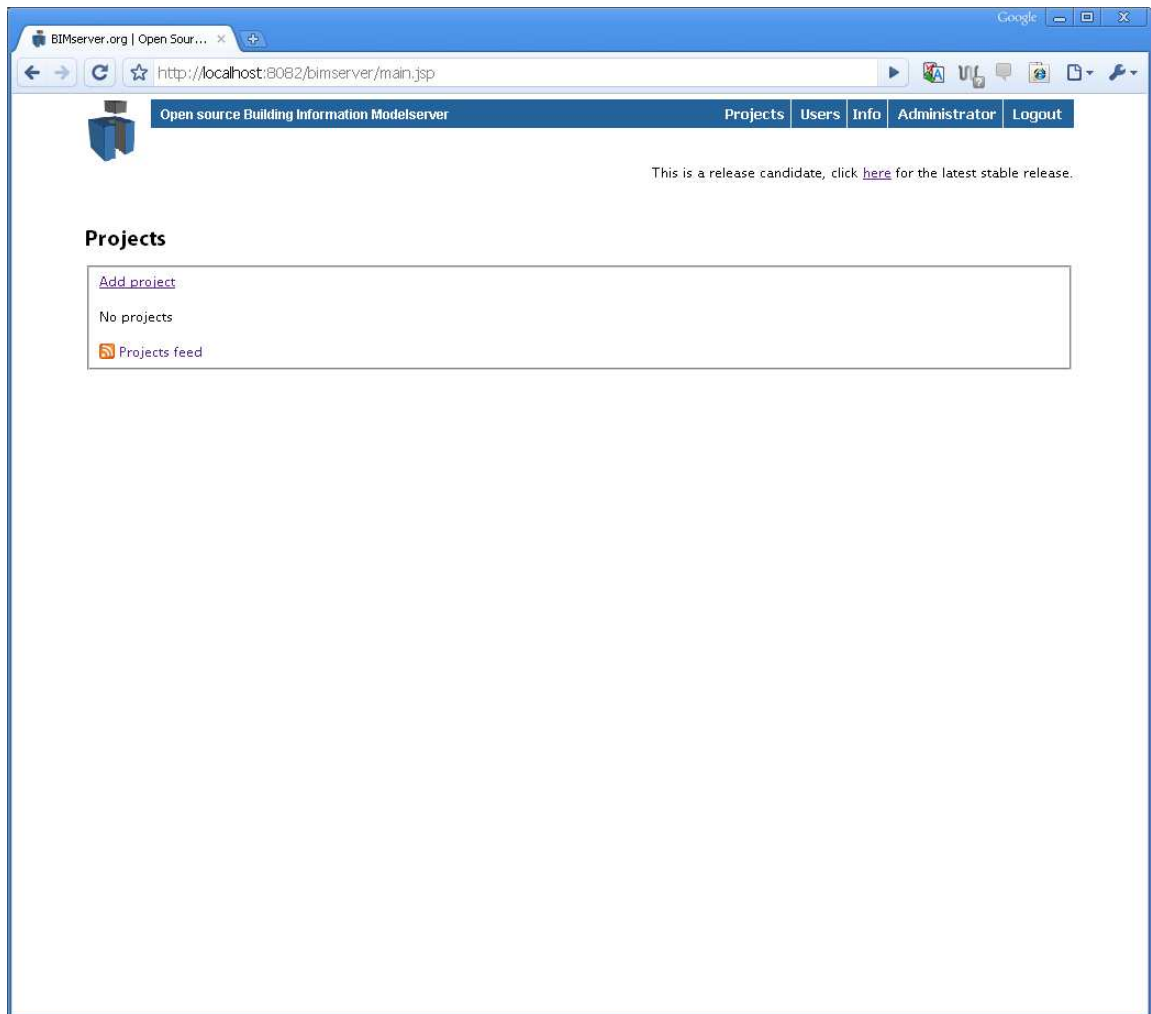 Google
BIMserver.org | Open Sour...
http://localhost:8082/bimserver/main.jsp
Open source Building Information Modelserver
Projects Users Info Administrator Logout
This is a release candidate, click here for the latest stable release.
Projects
Add project
No projects
Projects feed